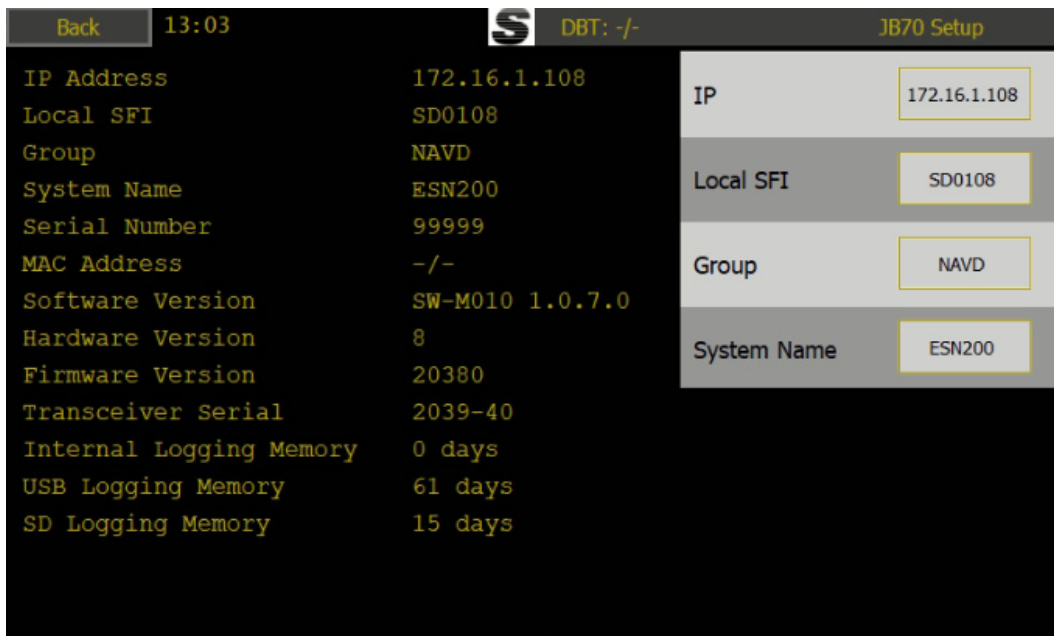 Back 13:03 S DBT: -/- JB70 Setup
IP Address 172.16.1.108
Local SFI SD0108
Group NAVD
System Name ESN200
Serial Number 99999
MAC Address -/-
Software Version SW-M010 1.0.7.0
Hardware Version 8
Firmware Version 20380
Transceiver Serial 2039-40
Internal Logging Memory 0 days
USB Logging Memory 61 days
SD Logging Memory 15 days
IP 172.16.1.108
Local SFI SD0108
Group NAVD
System Name ESN200